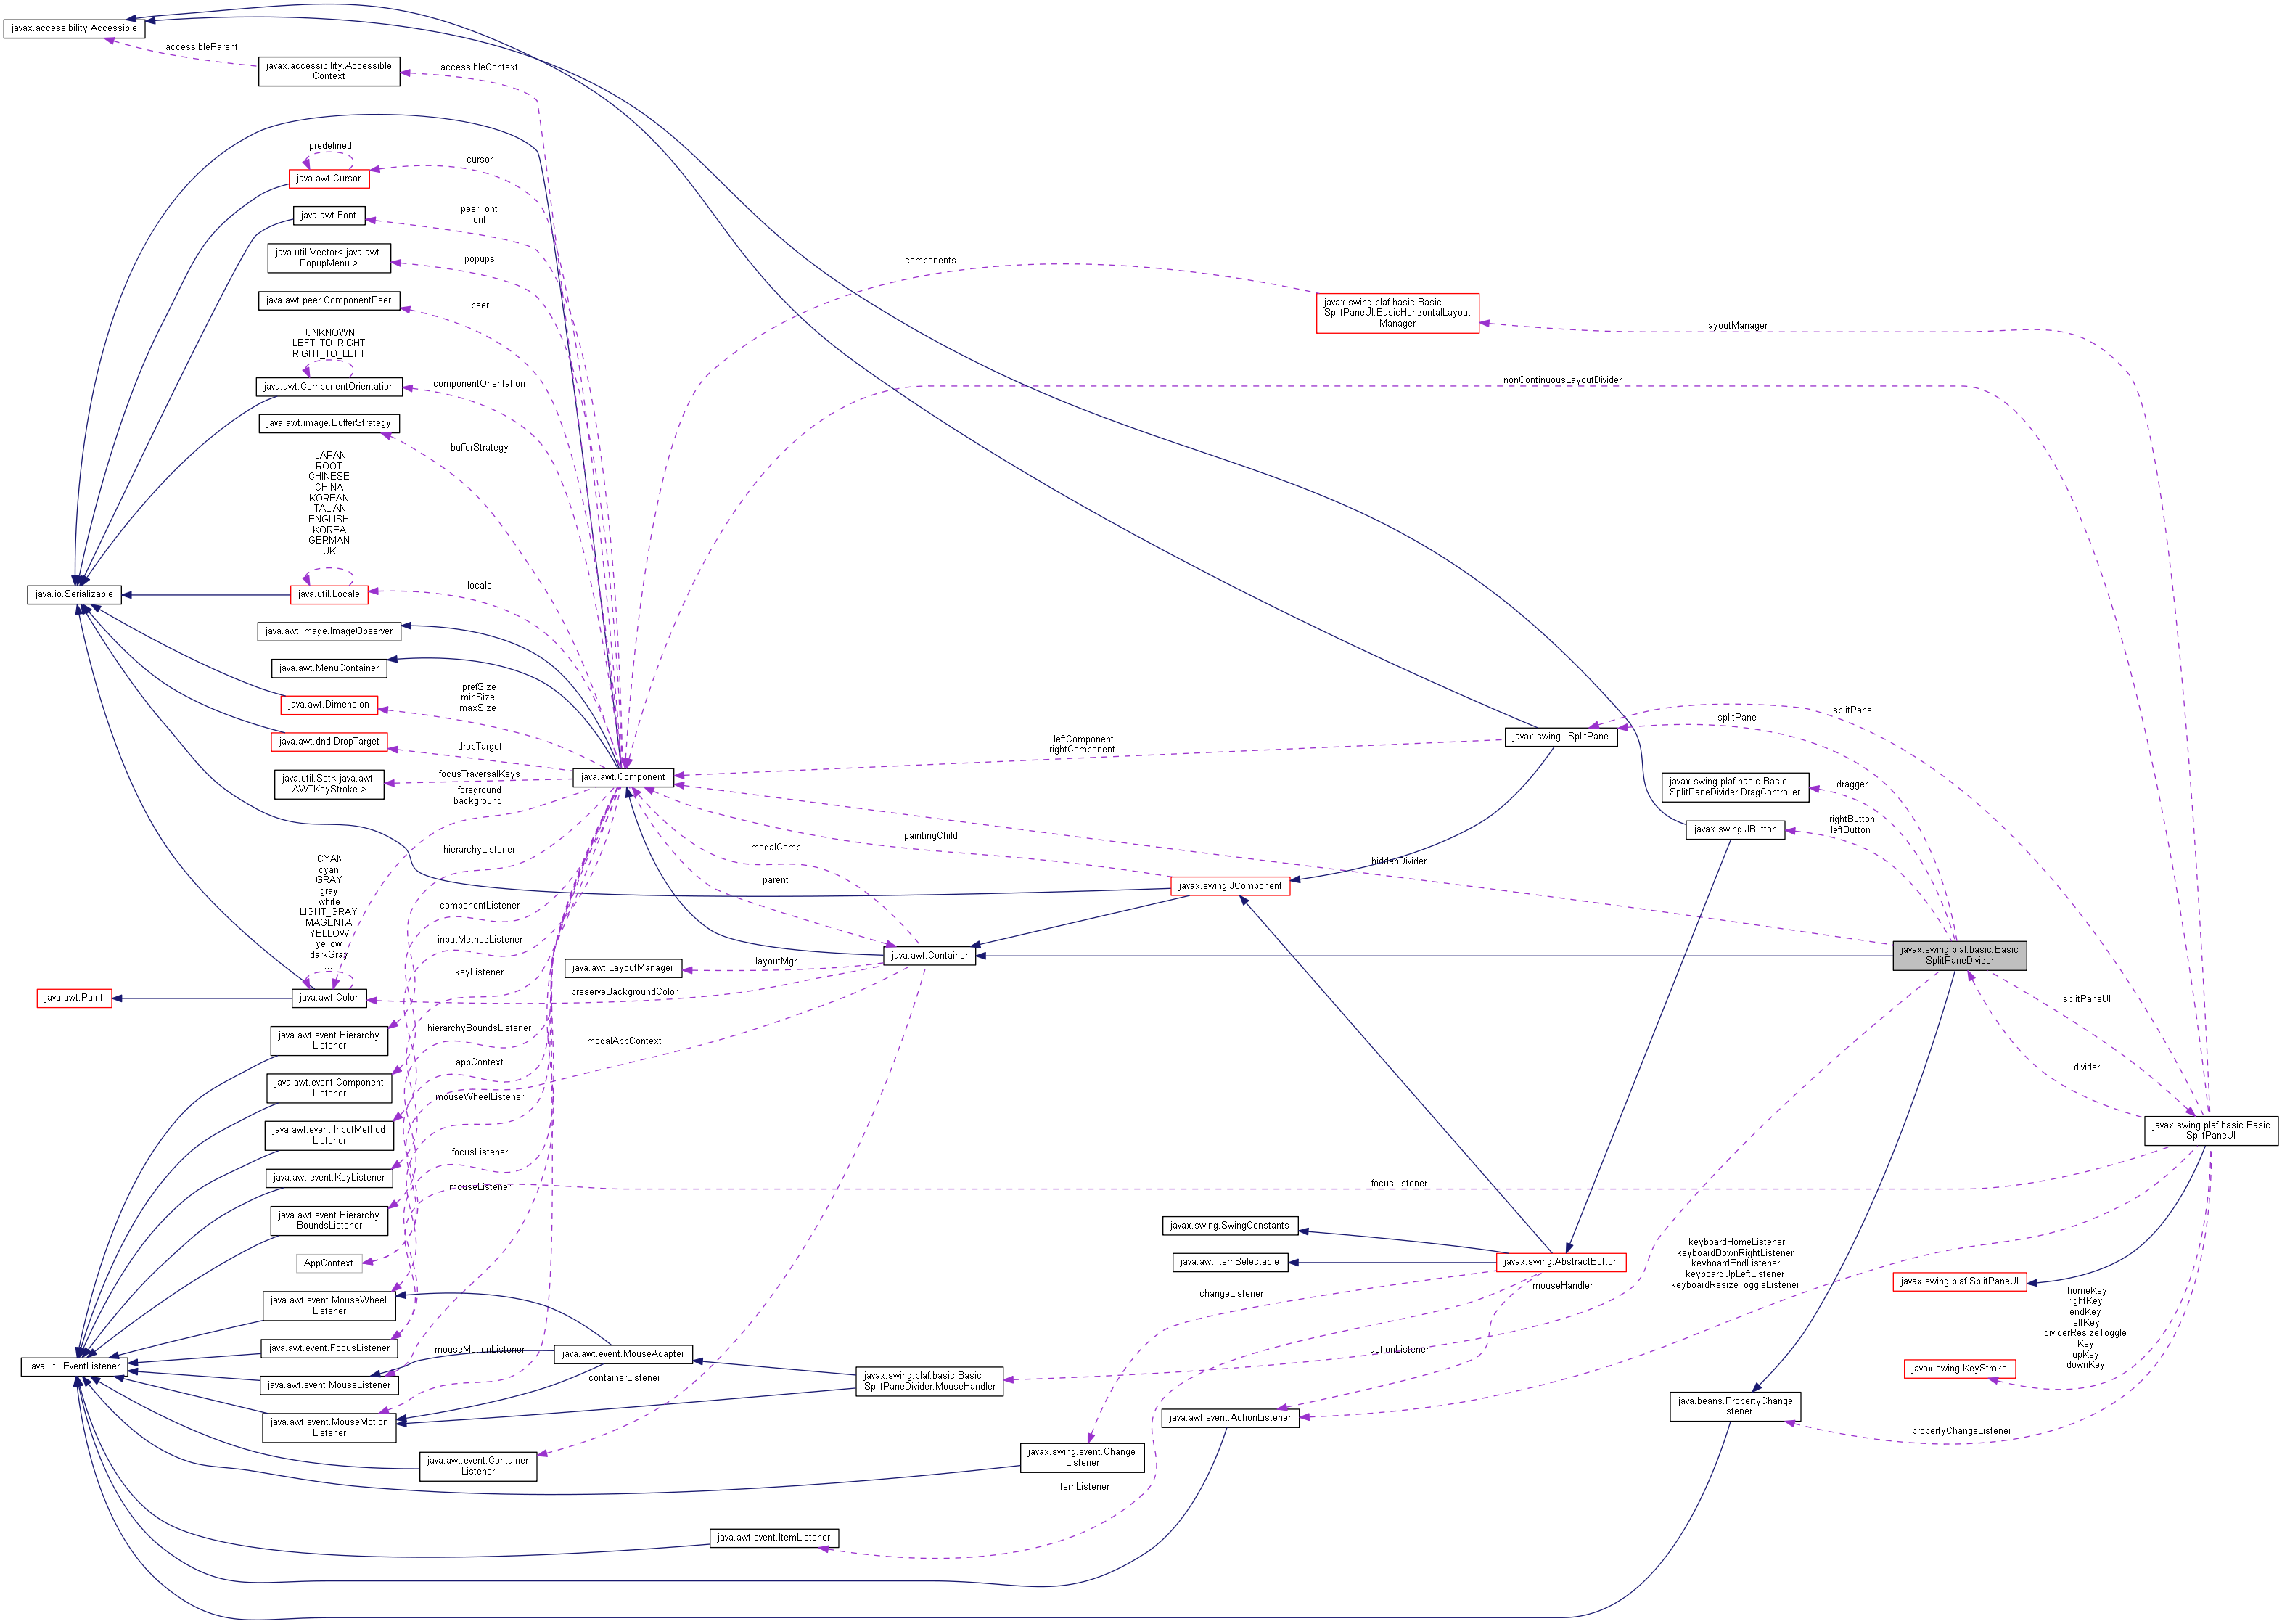 javax.accessibility.Accessible
accessibleParent
javax.accessibility.Accessible
Context
accessibleContext
predefined
java.awt.Cursor
cursor
java.awt.Font
peerFont
font
java.util.Vector< java.awt.
PopupMenu >
popups
java.awt.peer.ComponentPeer
peer
UNKNOWN
LEFT_TO_RIGHT
RIGHT_TO_LEFT
java.awt.ComponentOrientation
componentOrientation
java.awt.image.BufferStrategy
bufferStrategy
JAPAN
ROOT
CHINESE
CHINA
KOREAN
ITALIAN
ENGLISH
KOREA
GERMAN
UK
...
java.io.Serializable
java.util.Locale
locale
java.awt.image.ImageObserver
java.awt.MenuContainer
java.awt.Dimension
prefSize
minSize
maxSize
java.awt.dnd.DropTarget
dropTarget
java.util.Set< java.awt.
AWTKeyStroke >
focusTraversalKeys
foreground
background
java.awt.Component
hierarchyListener
CYAN
cyan
GRAY
gray
white
LIGHT_GRAY
MAGENTA
YELLOW
yellow
darkGray
...
java.awt.Paint
java.awt.Color
componentListener
inputMethodListener
keyListener
hierarchyBoundsListener
appContext
mouseWheelListener
focusListener
mouseListener
mouseMotionListener
java.awt.event.Hierarchy
Listener
java.awt.event.Component
Listener
java.awt.event.InputMethod
Listener
java.awt.event.KeyListener
java.awt.event.Hierarchy
BoundsListener
AppContext
java.awt.event.MouseWheel
Listener
java.awt.event.FocusListener
java.util.EventListener
java.awt.event.MouseListener
java.awt.event.MouseMotion
Listener
java.awt.event.Container
Listener
java.awt.LayoutManager
layoutMgr
preserveBackgroundColor
modalAppContext
java.awt.event.MouseAdapter
containerListener
java.awt.event.ItemListener
modalComp
parent
java.awt.Container
javax.swing.plaf.basic.Basic
SplitPaneDivider.MouseHandler
components
paintingChild
leftComponent
rightComponent
javax.swing.JComponent
javax.swing.event.Change
Listener
itemListener
javax.swing.SwingConstants
java.awt.ItemSelectable
changeListener
java.awt.event.ActionListener
javax.swing.plaf.basic.Basic
SplitPaneUI.BasicHorizontalLayout
Manager
nonContinuousLayoutDivider
hiddenDivider
focusListener
actionListener
javax.swing.JSplitPane
javax.swing.AbstractButton
mouseHandler
layoutManager
splitPane
javax.swing.plaf.basic.Basic
SplitPaneDivider.DragController
javax.swing.JButton
keyboardHomeListener
keyboardDownRightListener
keyboardEndListener
keyboardUpLeftListener
keyboardResizeToggleListener
java.beans.PropertyChange
Listener
splitPane
dragger
rightButton
leftButton
javax.swing.plaf.basic.Basic
SplitPaneDivider
javax.swing.plaf.SplitPaneUI
javax.swing.KeyStroke
propertyChangeListener
splitPaneUI
divider
homeKey
rightKey
endKey
leftKey
dividerResizeToggle
Key
upKey
downKey
javax.swing.plaf.basic.Basic
SplitPaneUI